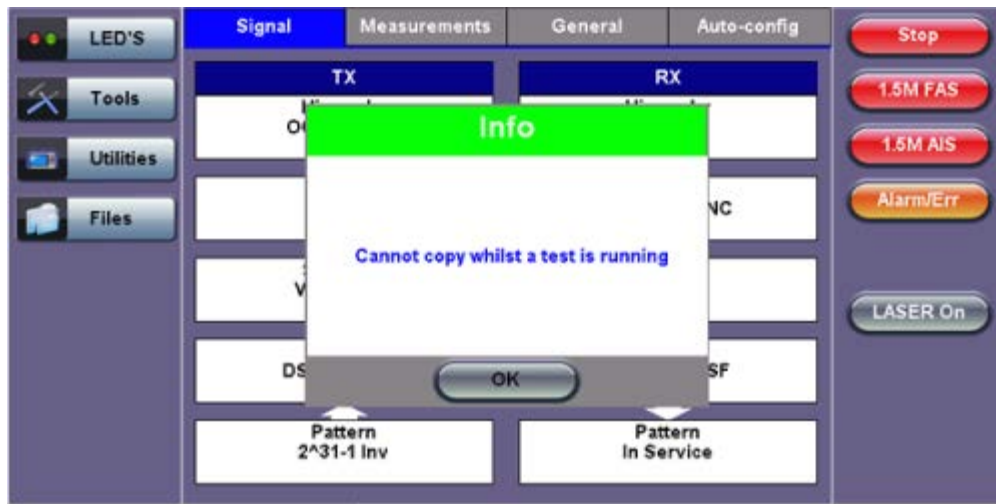 LED'S
Tools
Utilities
Files
Signal
Measurements
General
Auto-config
TX
RX
Info
Cannot copy whilst a test is running
OK
NC
DS
SF
Pattern
2^31-1 Inv
Pattern
In Service
Stop
1.5M FAS
1.5M AIS
Alarm/Err
LASER On